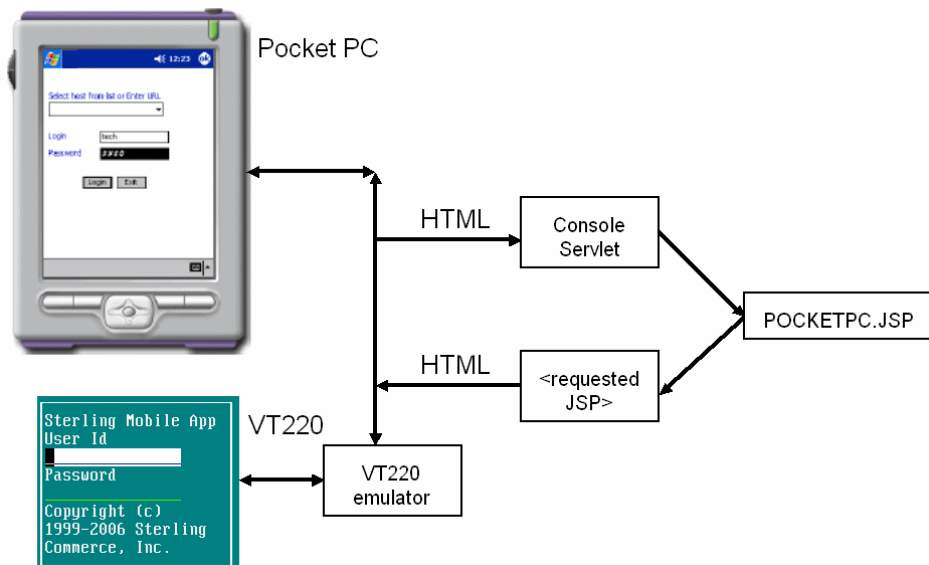 Pocket PC
12:23 ok
Select host from list or Enter URL
Login tech
Password
Login Exit
HTML
Console
Servlet
POCKETPC.JSP
HTML
<requested
JSP>
VT220
VT220
emulator
Sterling Mobile App
User Id
Password
Copyright (c)
1999-2006 Sterling
Commerce, Inc.